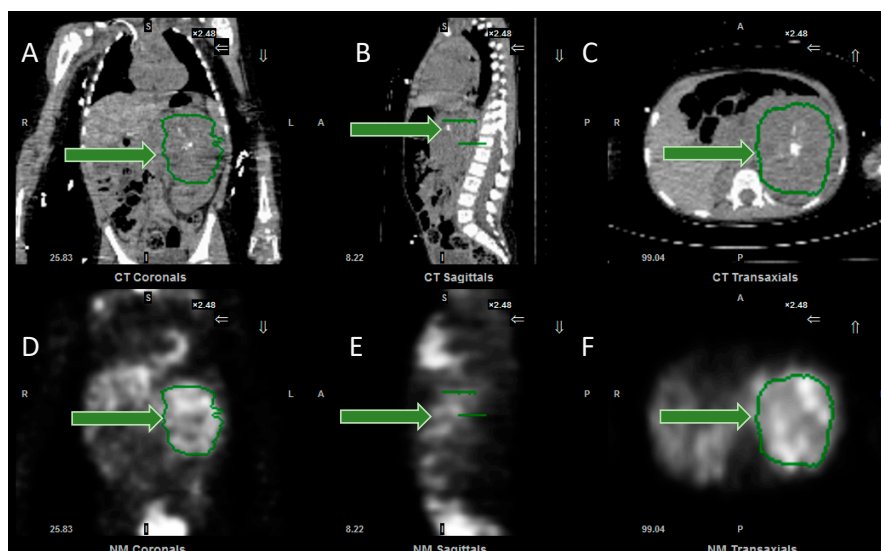 A
S
×2.48
⇐
⇓
R
L
25.83
I
CT Coronals
B
S
×2.48
⇐
⇓
A
P
8.22
I
CT Sagittals
C
A
×2.48
⇐
⇑
R
99.04
P
CT Transaxials
D
S
×2.48
⇐
⇓
R
L
25.83
I
NM Coronals
E
S
×2.48
⇐
⇓
A
P
8.22
I
NM Sagittals
F
A
×2.48
⇐
⇑
R
99.04
P
NM Transaxials